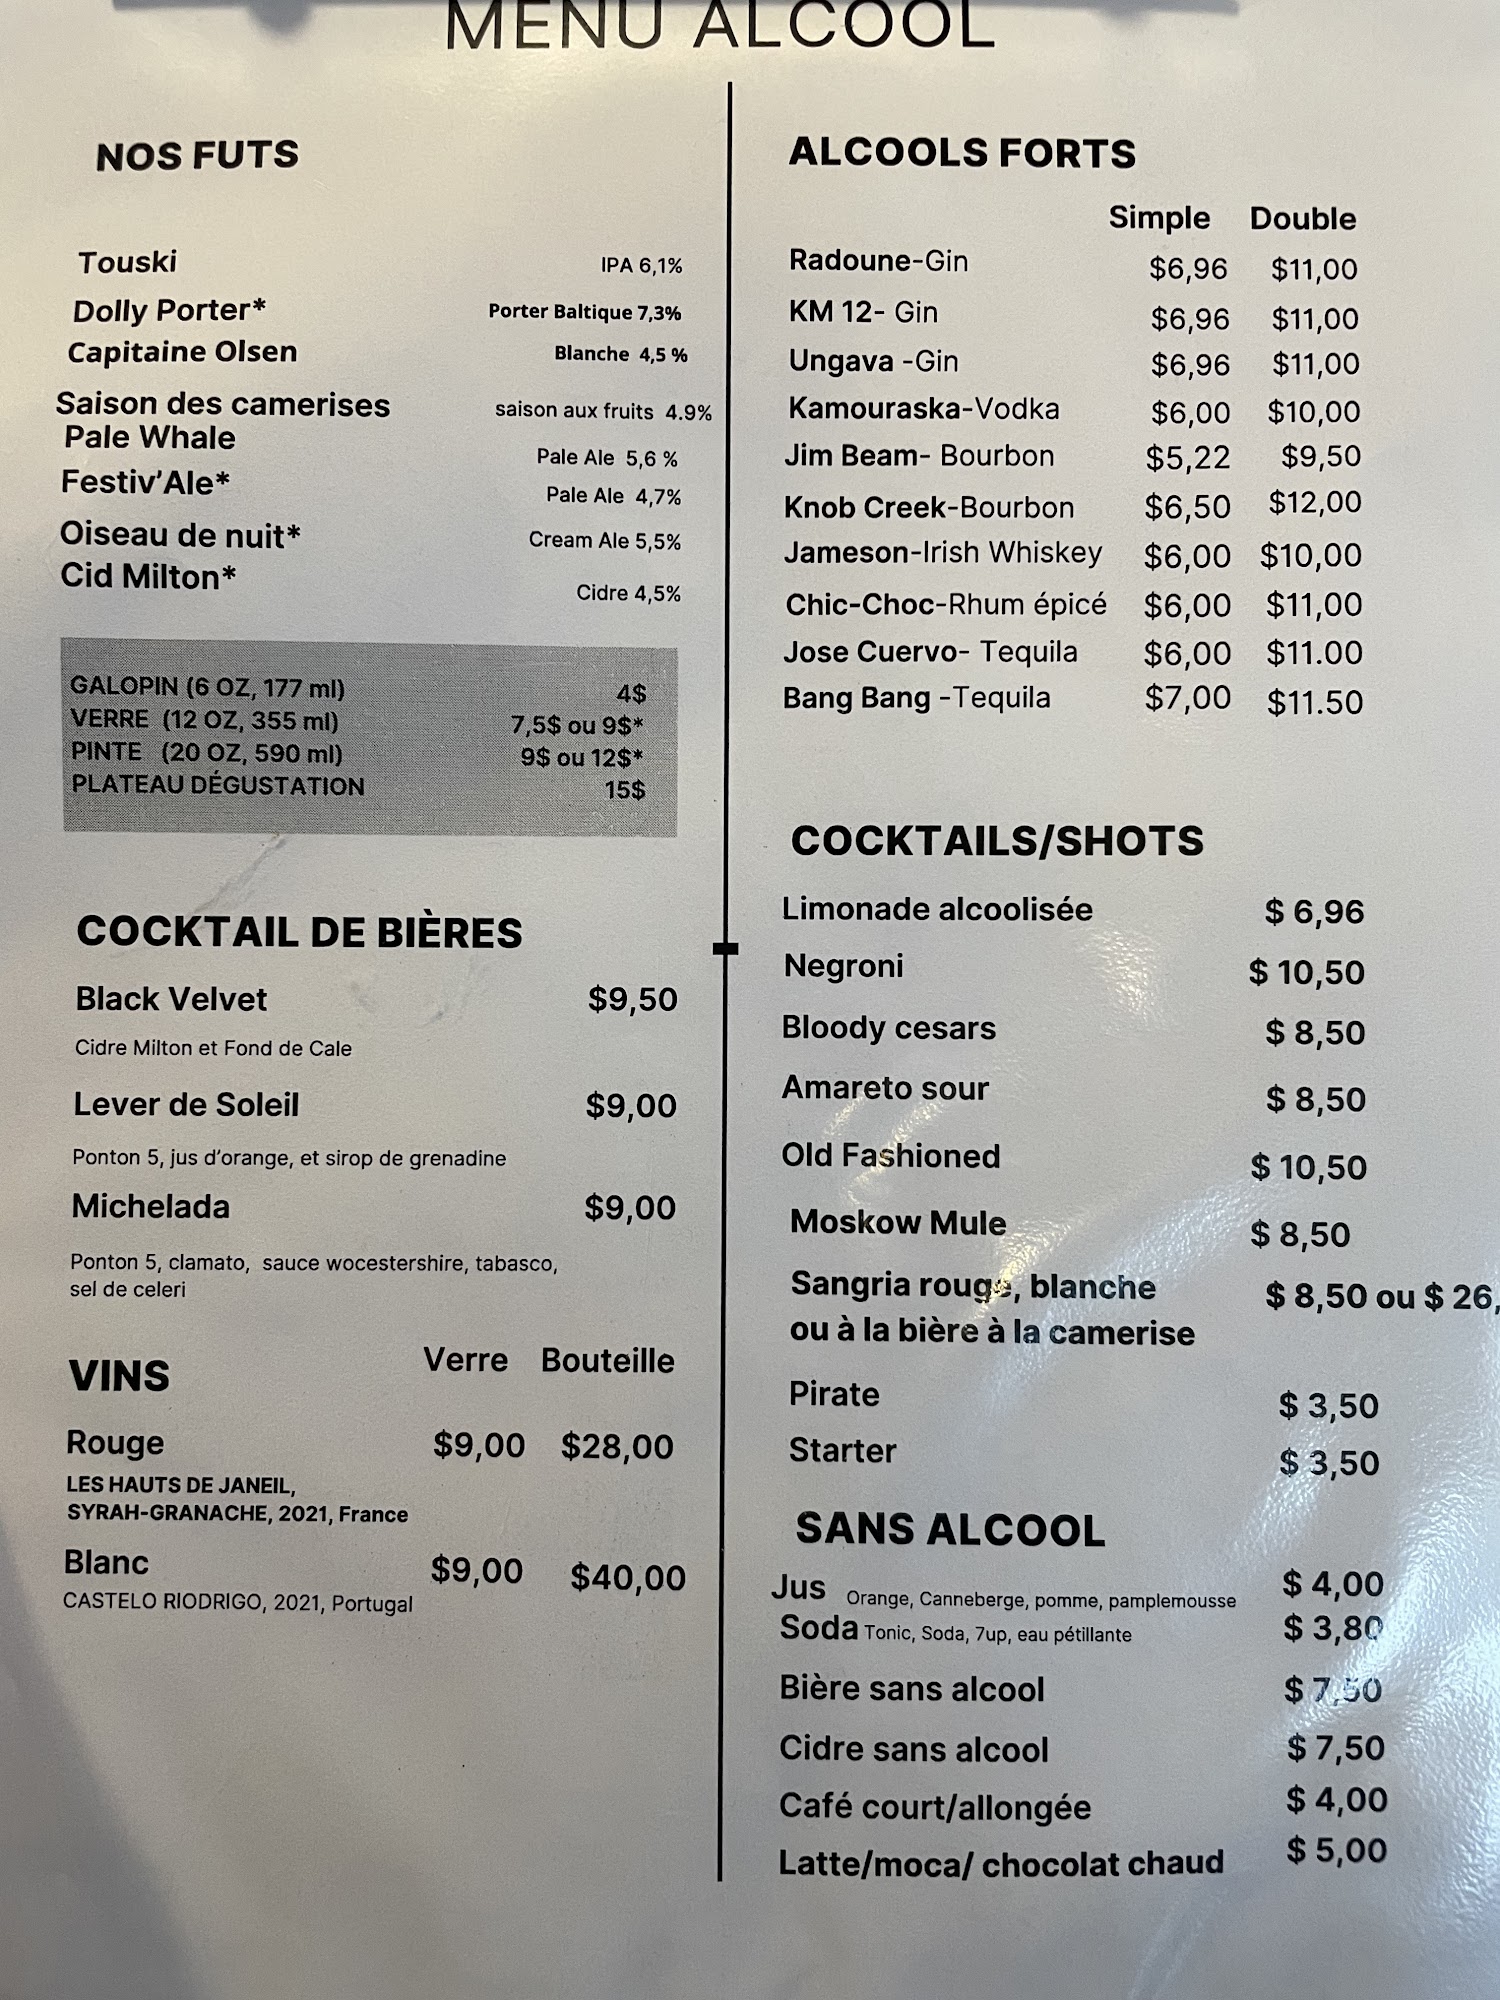 MENU ALCOOL
NOS FUTS
Touski IPA 6,1%
Dolly Porter* Porter Baltique 7,3%
Capitaine Olsen Blanche 4,5 %
Saison des camerises saison aux fruits 4.9%
Pale Whale Pale Ale 5,6 %
Festiv'Ale* Pale Ale 4,7%
Oiseau de nuit* Cream Ale 5,5%
Cid Milton* Cidre 4,5%
GALOPIN (6 OZ, 177 ml) 4$
VERRE (12 OZ, 355 ml) 7,5$ ou 9$*
PINTE (20 OZ, 590 ml) 9$ ou 12$*
PLATEAU DÉGUSTATION 15$
COCKTAIL DE BIÈRES
Black Velvet $9,50
Cidre Milton et Fond de Cale
Lever de Soleil $9,00
Ponton 5, jus d'orange, et sirop de grenadine
Michelada $9,00
Ponton 5, clamato, sauce wocestershire, tabasco,
sel de celeri
VINS Verre Bouteille
Rouge $9,00 $28,00
LES HAUTS DE JANEIL,
SYRAH-GRANACHE, 2021, France
Blanc $9,00 $40,00
CASTELO RIODRIGO, 2021, Portugal
ALCOOLS FORTS
Simple Double
Radoune-Gin $6,96 $11,00
KM 12- Gin $6,96 $11,00
Ungava -Gin $6,96 $11,00
Kamouraska-Vodka $6,00 $10,00
Jim Beam- Bourbon $5,22 $9,50
Knob Creek-Bourbon $6,50 $12,00
Jameson-Irish Whiskey $6,00 $10,00
Chic-Choc-Rhum épicé $6,00 $11,00
Jose Cuervo- Tequila $6,00 $11.00
Bang Bang -Tequila $7,00 $11.50
COCKTAILS/SHOTS
Limonade alcoolisée $ 6,96
Negroni $ 10,50
Bloody cesars $ 8,50
Amareto sour $ 8,50
Old Fashioned $ 10,50
Moskow Mule $ 8,50
Sangria rouge, blanche $ 8,50 ou $ 26,
ou à la bière à la camerise
Pirate $ 3,50
Starter $ 3,50
SANS ALCOOL
Jus Orange, Canneberge, pomme, pamplemousse $ 4,00
Soda Tonic, Soda, 7up, eau pétillante $ 3,80
Bière sans alcool $ 7,50
Cidre sans alcool $ 7,50
Café court/allongée $ 4,00
Latte/moca/ chocolat chaud $ 5,00